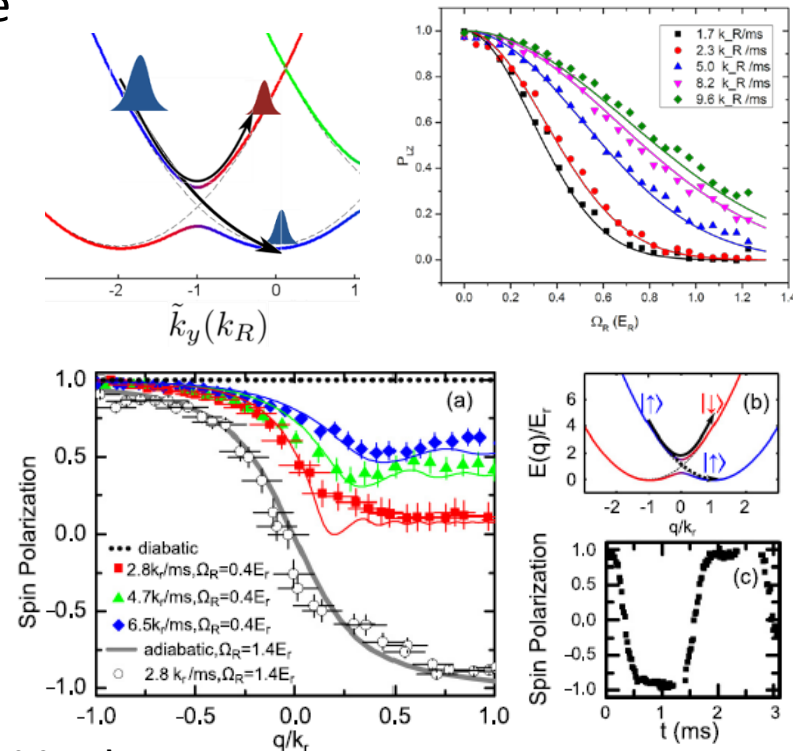 e
-2 -1 0 1
k̃_y(k_R)
1.0
0.8
0.6
0.4
0.2
0.0
P_LZ
1.7 k_R /ms
2.3 k_R/ms
5.0 k_R /ms
8.2 k_R /ms
9.6 k_R/ms
0.0 0.2 0.4 0.6 0.8 1.0 1.2 1.4
Ω_R (E_R)
(a)
1.0
0.5
0.0
−0.5
−1.0
Spin Polarization
diabatic
2.8k_r/ms,Ω_R=0.4E_r
4.7k_r/ms,Ω_R=0.4E_r
6.5k_r/ms,Ω_R=0.4E_r
adiabatic,Ω_R=1.4E_r
2.8 k_r/ms,Ω_R=1.4E_r
−1.0 −0.5 0.0 0.5 1.0
q/k_r
(b)
|↑⟩ |↓⟩
|↑⟩
6
4
2
0
E(q)/E_r
-2 -1 0 1 2
q/k_r
(c)
1.0
0.5
0.0
−0.5
−1.0
Spin Polarization
0 1 2 3
t (ms)